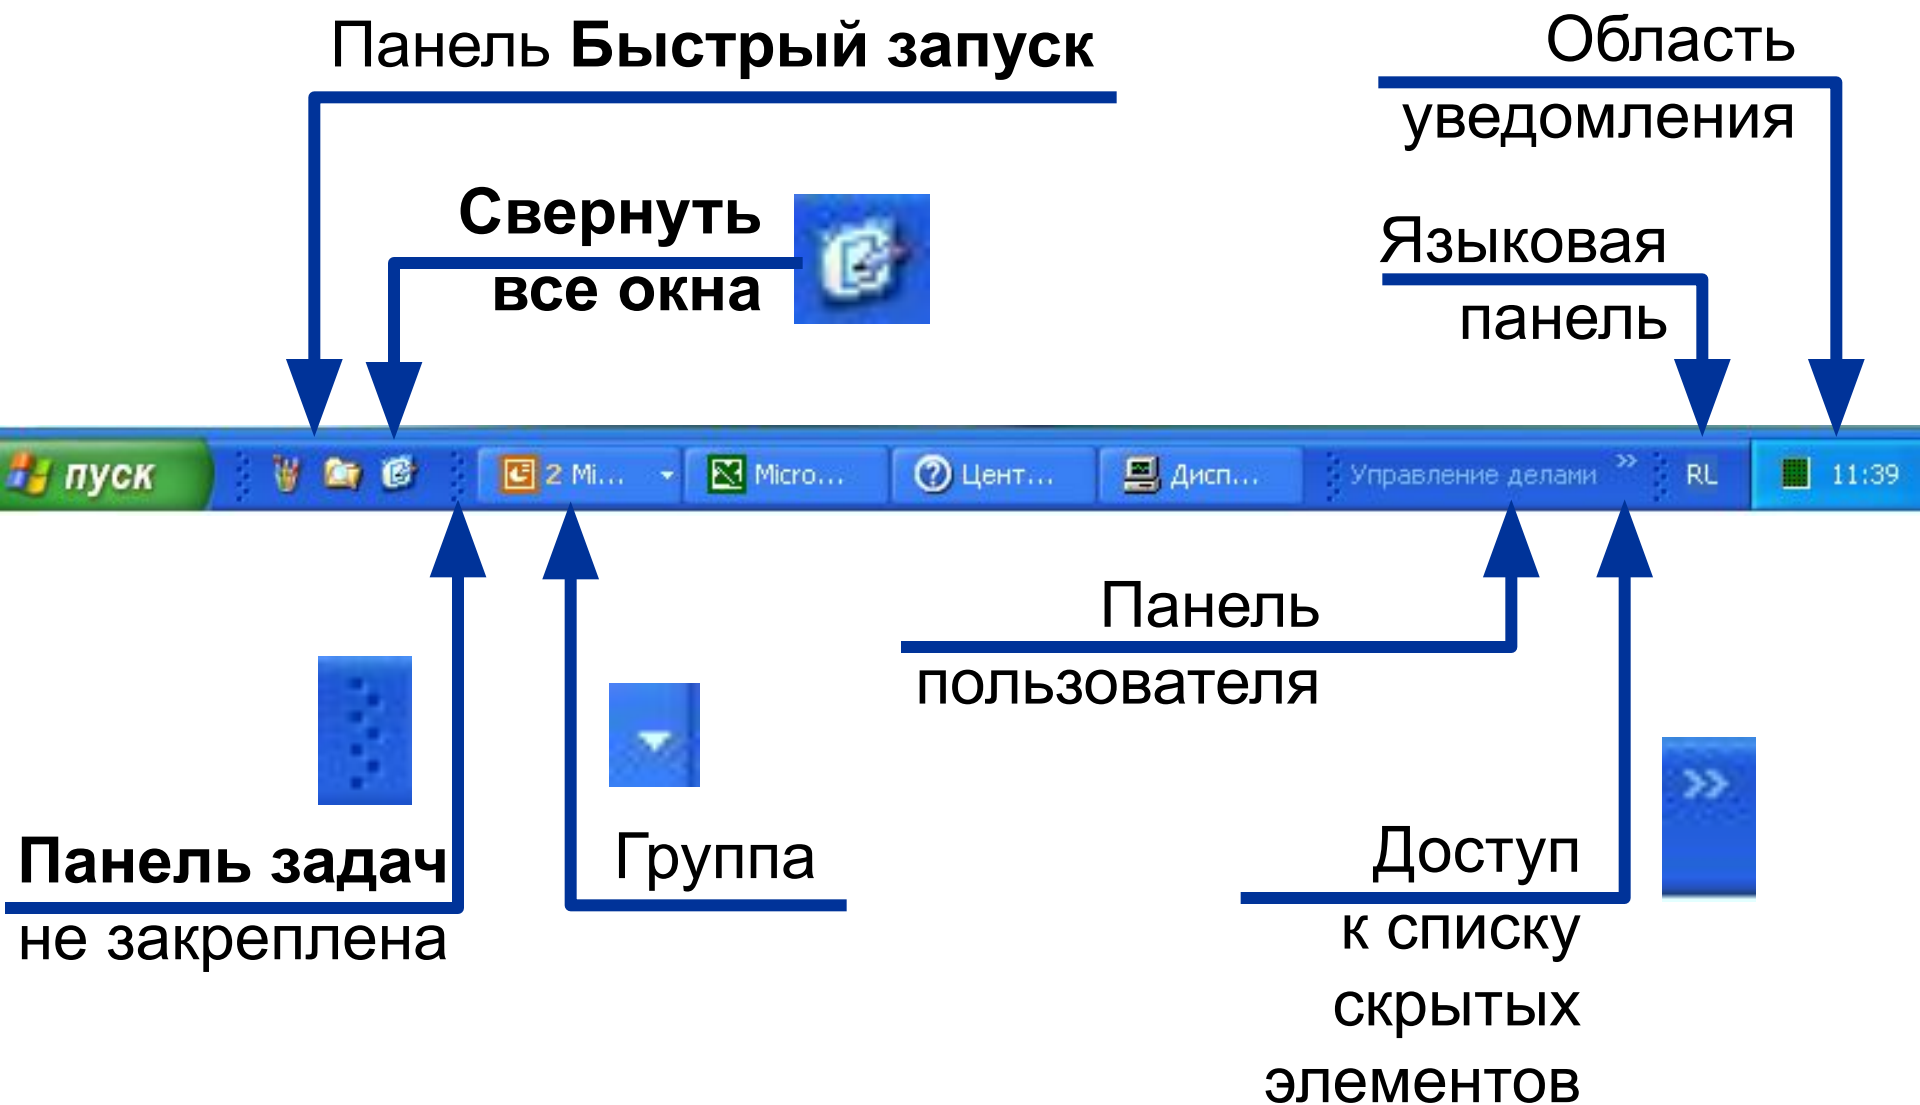 Панель Быстрый запуск
Область
уведомления
Свернуть
все окна
Языковая
панель
пуск
2 Mi...
Micro...
Цент...
Дисп...
Управление делами »
RL
11:39
Панель
пользователя
»
Панель задач
не закреплена
Группа
Доступ
к списку
скрытых
элементов